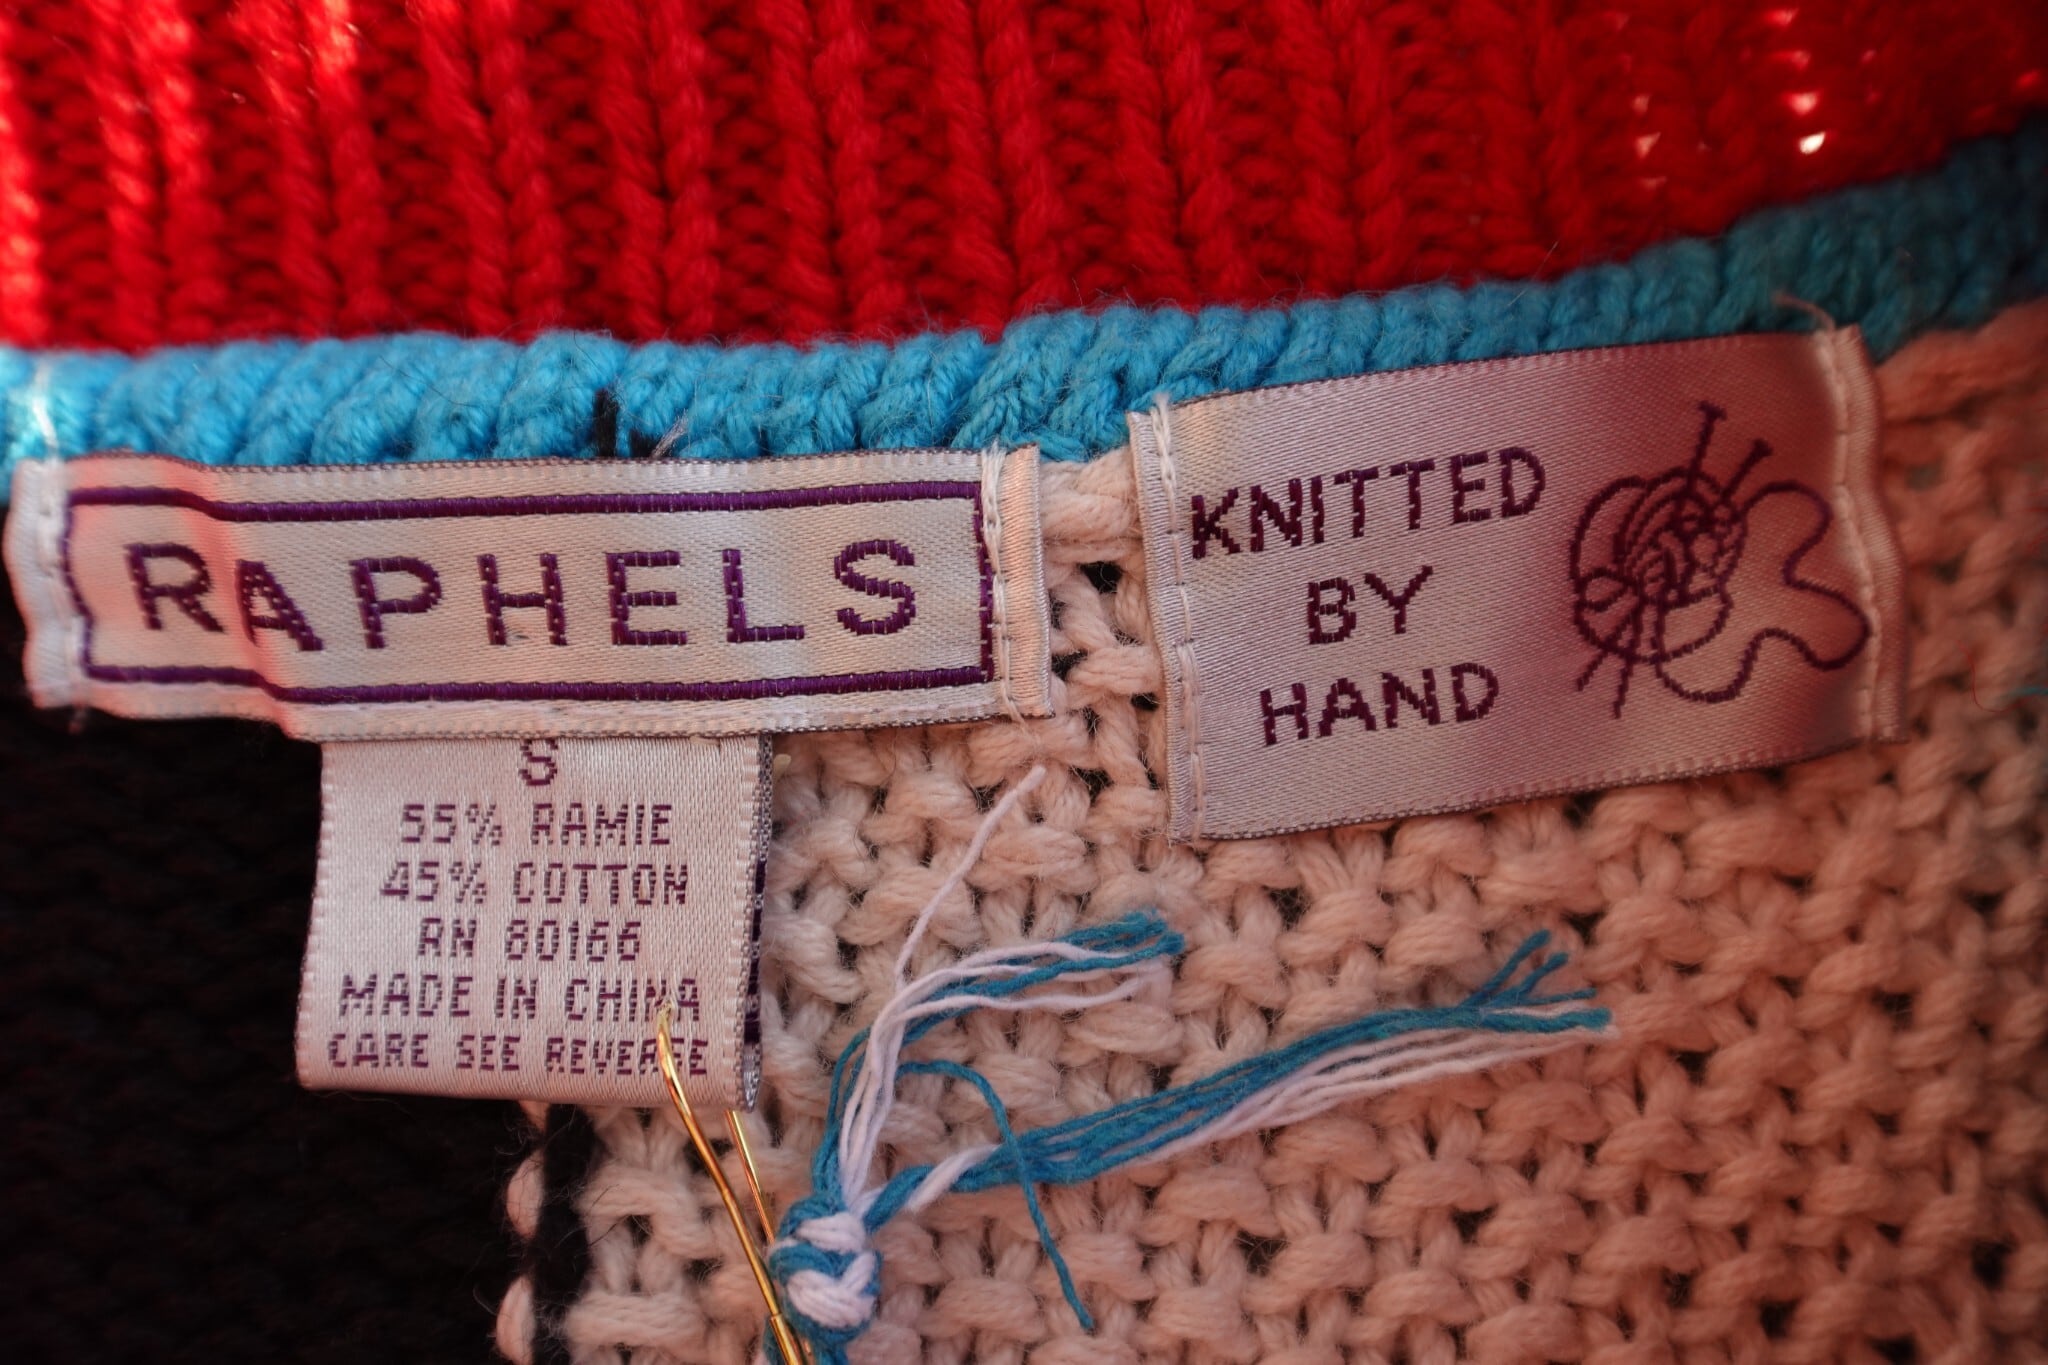 RAPHELS
KNITTED
BY
HAND
S
55% RAMIE
45% COTTON
RN 80166
MADE IN CHINA
CARE SEE REVERSE